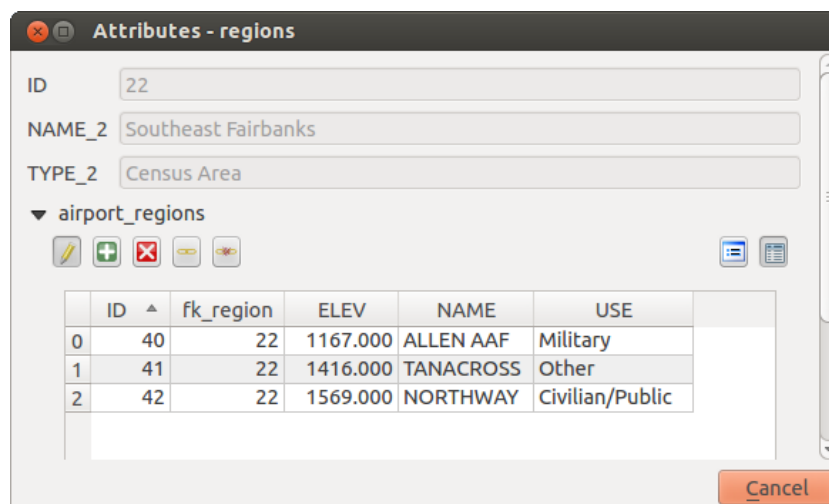 Attributes - regions
ID 22
NAME_2 Southeast Fairbanks
TYPE_2 Census Area
airport_regions
ID fk_region ELEV NAME USE
0 40 22 1167.000 ALLEN AAF Military
1 41 22 1416.000 TANACROSS Other
2 42 22 1569.000 NORTHWAY Civilian/Public
Cancel